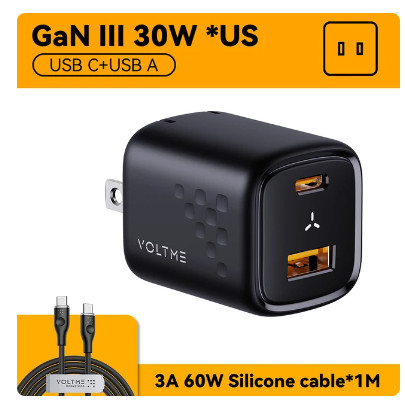 GaN III 30W *US
USB C+USB A
VOLTME
VOLTME
3A 60W Silicone cable*1M